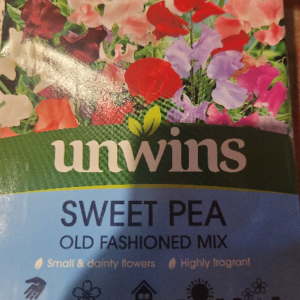 unwins
SWEET PEA
OLD FASHIONED MIX
Small & dainty flowers Highly fragrant